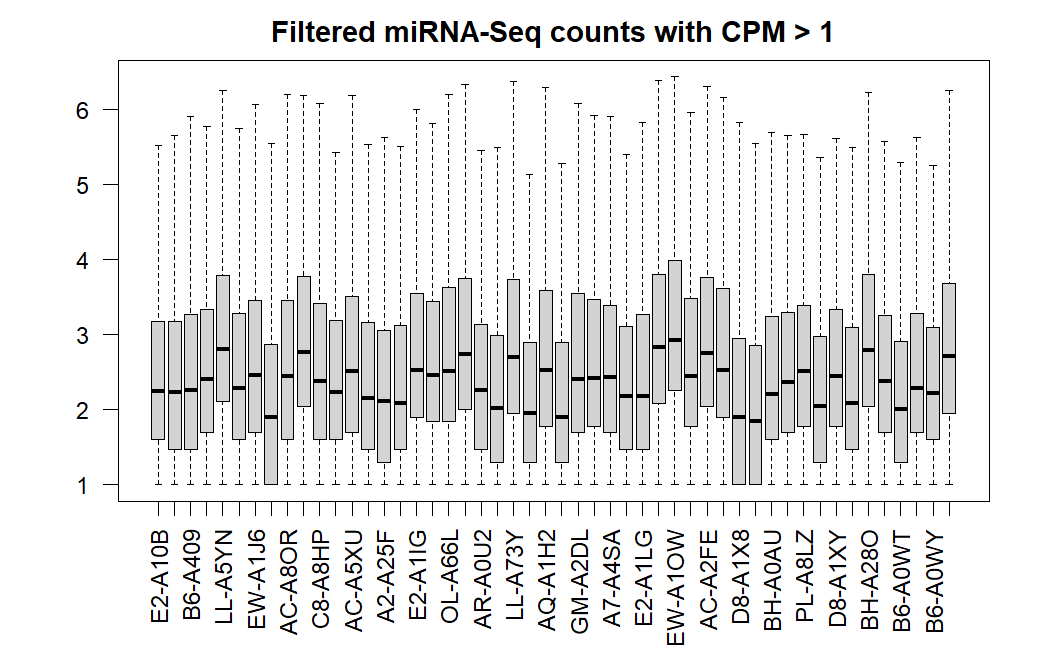 Filtered miRNA-Seq counts with CPM > 1
6
5
4
3
2
1
E2-A10B
B6-A409
LL-A5YN
EW-A1J6
AC-A8OR
C8-A8HP
AC-A5XU
A2-A25F
E2-A1IG
OL-A66L
AR-A0U2
LL-A73Y
AQ-A1H2
GM-A2DL
A7-A4SA
E2-A1LG
EW-A1OW
AC-A2FE
D8-A1X8
BH-A0AU
PL-A8LZ
D8-A1XY
BH-A28O
B6-A0WT
B6-A0WY